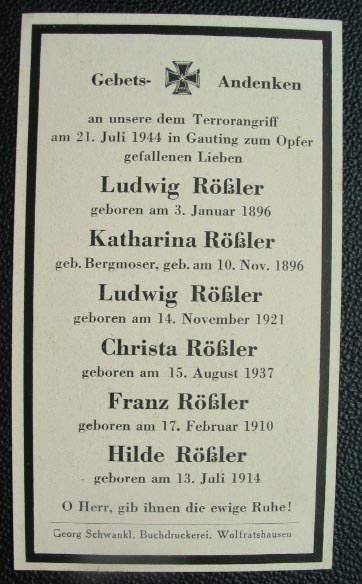 Gebets- Andenken
an unsere dem Terrorangriff
am 21. Juli 1944 in Gauting zum Opfer
gefallenen Lieben
Ludwig Rößler
geboren am 3. Januar 1896
Katharina Rößler
geb. Bergmoser, geb. am 10. Nov. 1896
Ludwig Rößler
geboren am 14. November 1921
Christa Rößler
geboren am 15. August 1937
Franz Rößler
geboren am 17. Februar 1910
Hilde Rößler
geboren am 13. Juli 1914
O Herr, gib ihnen die ewige Ruhe!
Georg Schwankl, Buchdruckerei, Wolfratshausen